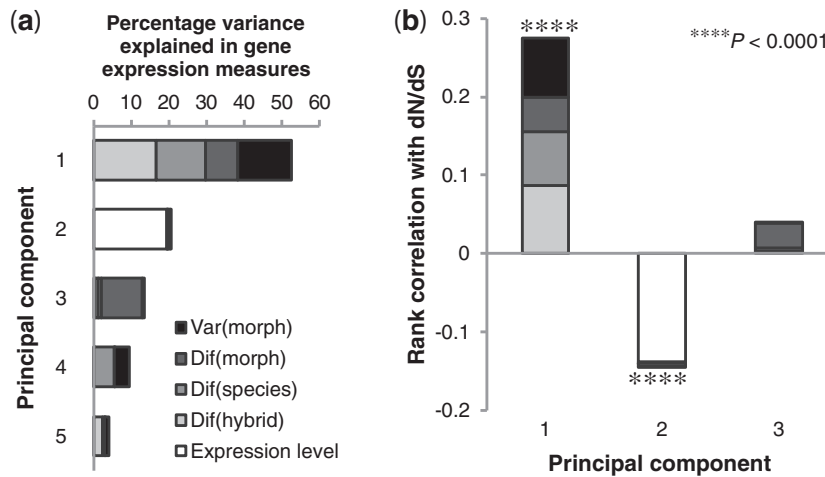 (a)
Percentage variance
explained in gene
expression measures
0 10 20 30 40 50 60
Principal component
1
2
3
4
5
Var(morph)
Dif(morph)
Dif(species)
Dif(hybrid)
Expression level
(b)
****P < 0.0001
Rank correlation with dN/dS
0.3
0.2
0.1
0
-0.1
-0.2
****
****
1 2 3
Principal component